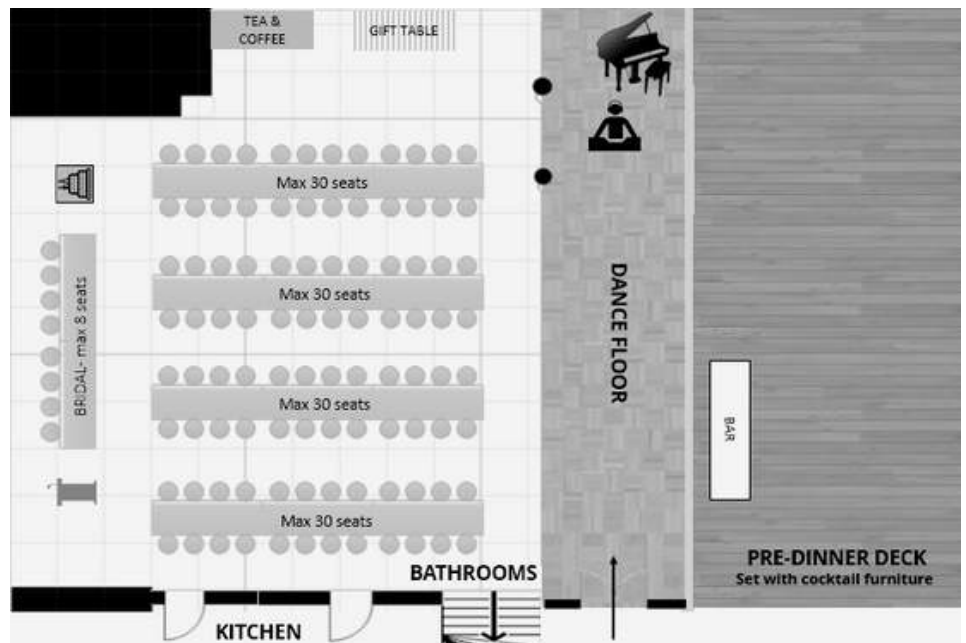 TEA &
COFFEE
GIFT TABLE
Max 30 seats
Max 30 seats
BRIDAL- max 8 seats
DANCE FLOOR
Max 30 seats
BAR
Max 30 seats
PRE-DINNER DECK
Set with cocktail furniture
BATHROOMS
KITCHEN